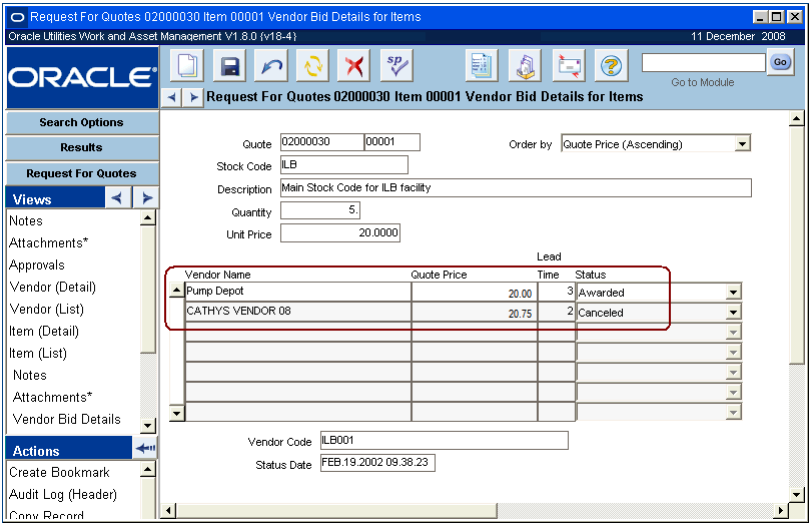 Request For Quotes 02000030 Item 00001 Vendor Bid Details for Items
Oracle Utilities Work and Asset Management V1.8.0 (v18-4) 11 December 2008
ORACLE
sp
Go
Go to Module
Request For Quotes 02000030 Item 00001 Vendor Bid Details for Items
Search Options
Results
Request For Quotes
Views
Notes
Attachments*
Approvals
Vendor (Detail)
Vendor (List)
Item (Detail)
Item (List)
Notes
Attachments*
Vendor Bid Details
Actions
Create Bookmark
Audit Log (Header)
Copy Record
Quote 02000030 00001 Order by Quote Price (Ascending)
Stock Code ILB
Description Main Stock Code for ILB facility
Quantity 5.
Unit Price 20.0000
Lead
Vendor Name Quote Price Time Status
Pump Depot 20.00 3 Awarded
CATHYS VENDOR 08 20.75 2 Canceled
Vendor Code ILB001
Status Date FEB.19.2002 09.38.23